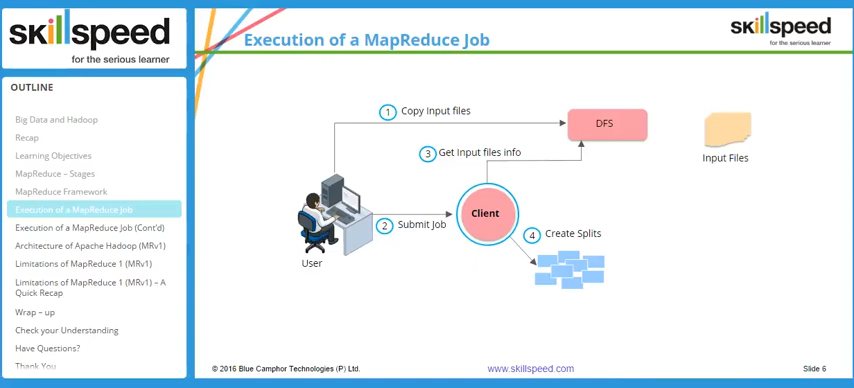 skillspeed
for the serious learner
OUTLINE
Big Data and Hadoop
Recap
Learning Objectives
MapReduce – Stages
MapReduce Framework
Execution of a MapReduce Job
Execution of a MapReduce Job (Cont'd)
Architecture of Apache Hadoop (MRv1)
Limitations of MapReduce 1 (MRv1)
Limitations of MapReduce 1 (MRv1) – A
Quick Recap
Wrap – up
Check your Understanding
Have Questions?
Thank You
Execution of a MapReduce Job
skillspeed
for the serious learner
1 Copy Input files
DFS
Input Files
3 Get Input files info
User
2 Submit Job
Client
4 Create Splits
© 2016 Blue Camphor Technologies (P) Ltd.
www.skillspeed.com
Slide 6